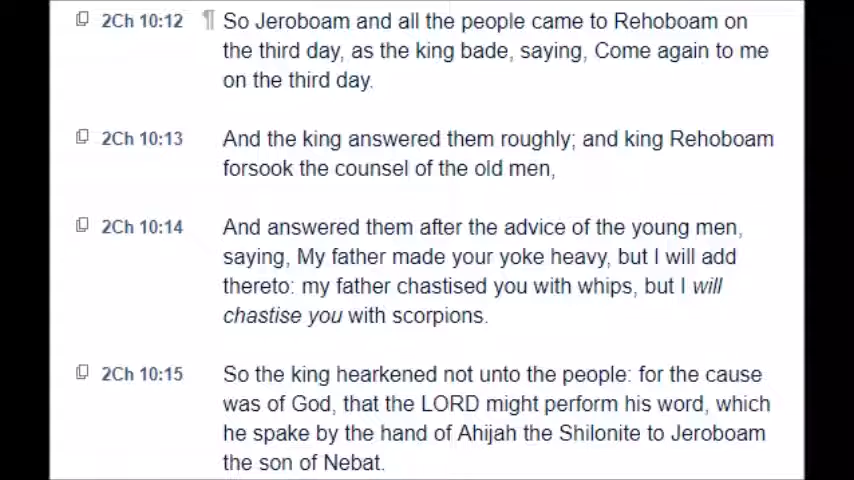 2Ch 10:12 ¶ So Jeroboam and all the people came to Rehoboam on
the third day, as the king bade, saying, Come again to me
on the third day.
2Ch 10:13 And the king answered them roughly; and king Rehoboam
forsook the counsel of the old men,
2Ch 10:14 And answered them after the advice of the young men,
saying, My father made your yoke heavy, but I will add
thereto: my father chastised you with whips, but I will
chastise you with scorpions.
2Ch 10:15 So the king hearkened not unto the people: for the cause
was of God, that the LORD might perform his word, which
he spake by the hand of Ahijah the Shilonite to Jeroboam
the son of Nebat.